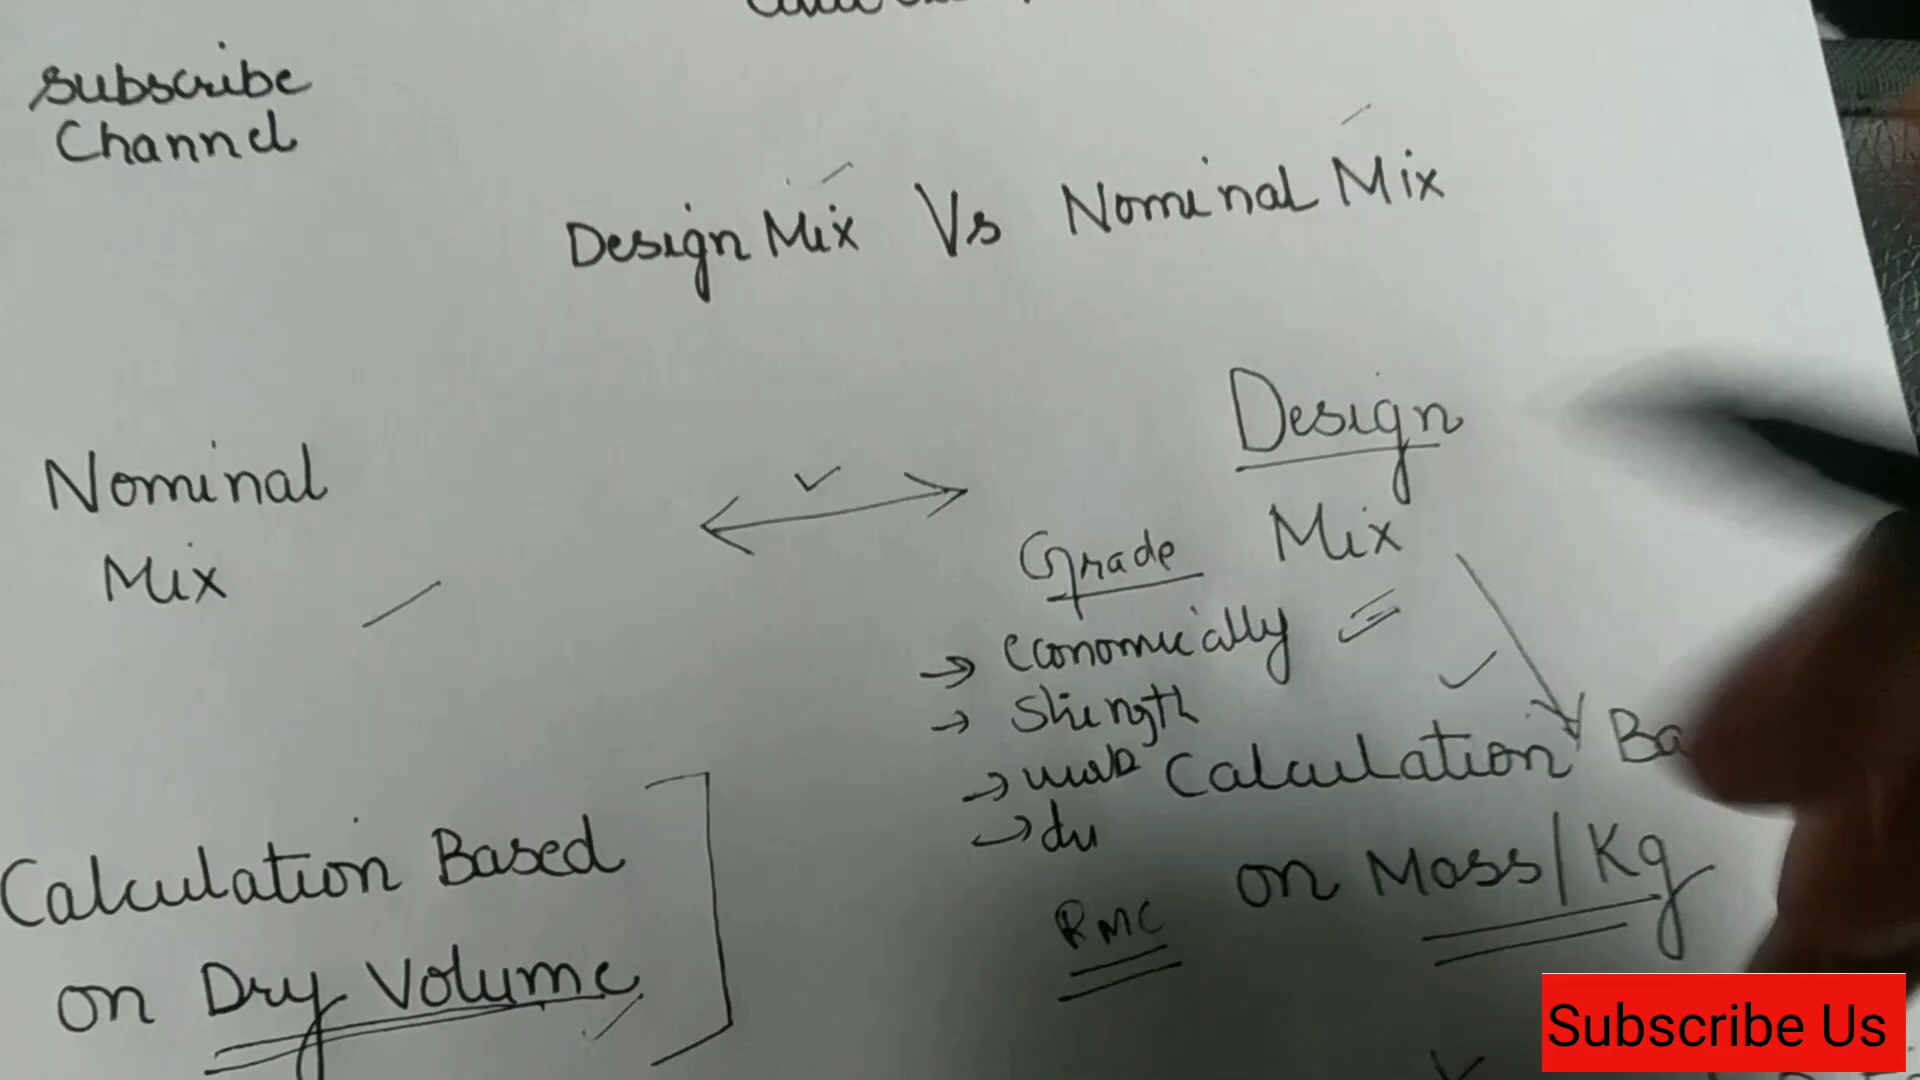 Subscribe
Channel
Design Mix Vs Nominal Mix
Nominal
Mix
Calculation Based
on Dry Volume
Design
Mix
Grade
→ economically
→ Strength
→
→ du
RMC
Calculation Ba
on Mass/Kg
Subscribe Us